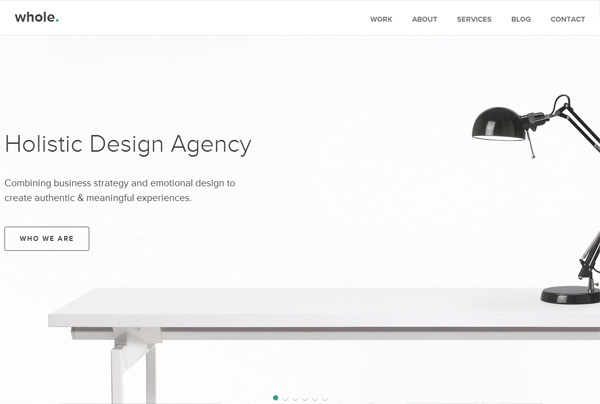 whole.
WORK ABOUT SERVICES BLOG CONTACT
Holistic Design Agency
Combining business strategy and emotional design to
create authentic & meaningful experiences.
WHO WE ARE